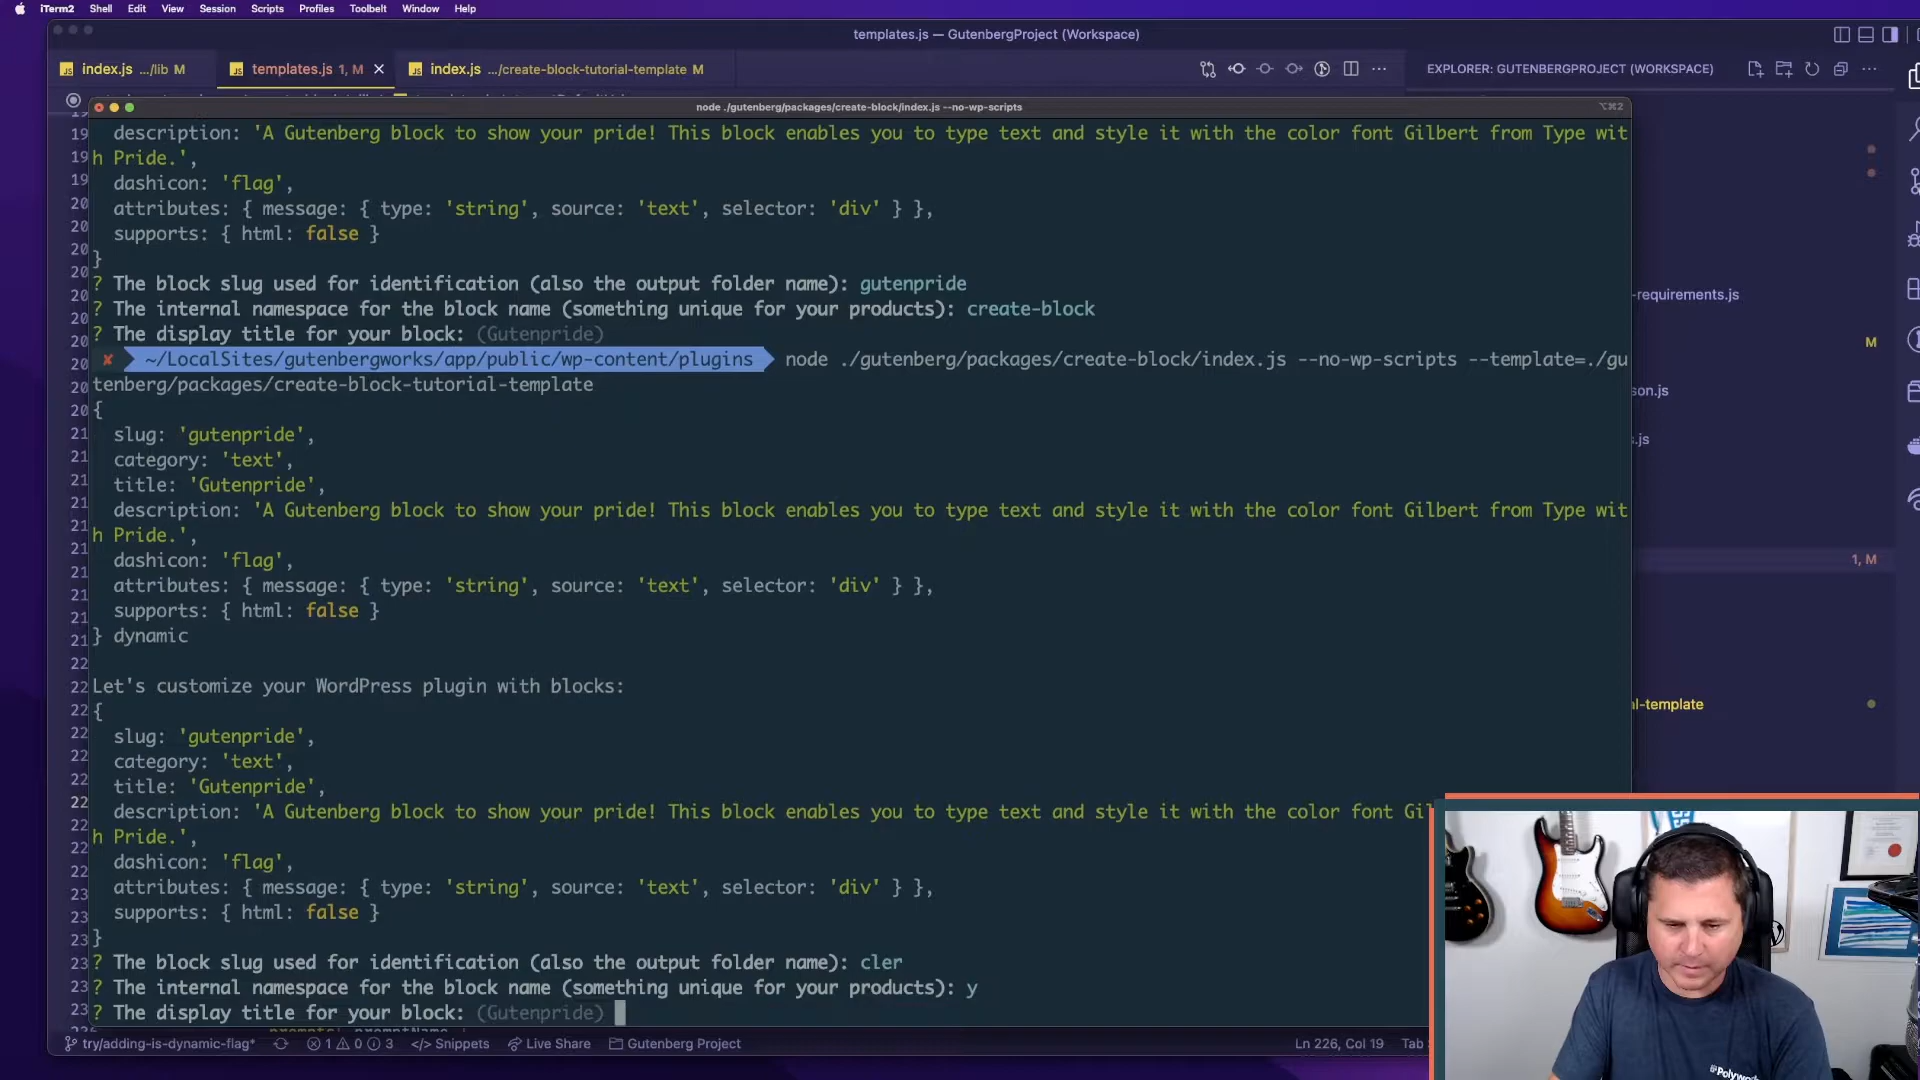 iTerm2 Shell Edit View Session Scripts Profiles Toolbelt Window Help
templates.js — GutenbergProject (Workspace)
index.js .../lib M
templates.js 1, M
index.js .../create-block-tutorial-template M
EXPLORER: GUTENBERGPROJECT (WORKSPACE)
node ./gutenberg/packages/create-block/index.js --no-wp-scripts
⌥⌘2
description: 'A Gutenberg block to show your pride! This block enables you to type text and style it with the color font Gilbert from Type wit
h Pride.',
dashicon: 'flag',
attributes: { message: { type: 'string', source: 'text', selector: 'div' } },
supports: { html: false }
}
? The block slug used for identification (also the output folder name): gutenpride
? The internal namespace for the block name (something unique for your products): create-block
? The display title for your block: (Gutenpride)
✘ ~/LocalSites/gutenbergworks/app/public/wp-content/plugins node ./gutenberg/packages/create-block/index.js --no-wp-scripts --template=./gu
tenberg/packages/create-block-tutorial-template
{
slug: 'gutenpride',
category: 'text',
title: 'Gutenpride',
description: 'A Gutenberg block to show your pride! This block enables you to type text and style it with the color font Gilbert from Type wit
h Pride.',
dashicon: 'flag',
attributes: { message: { type: 'string', source: 'text', selector: 'div' } },
supports: { html: false }
} dynamic
Let's customize your WordPress plugin with blocks:
{
slug: 'gutenpride',
category: 'text',
title: 'Gutenpride',
description: 'A Gutenberg block to show your pride! This block enables you to type text and style it with the color font Gil
h Pride.',
dashicon: 'flag',
attributes: { message: { type: 'string', source: 'text', selector: 'div' } },
supports: { html: false }
}
? The block slug used for identification (also the output folder name): cler
? The internal namespace for the block name (something unique for your products): y
? The display title for your block: (Gutenpride)
-requirements.js
M
son.js
.js
1, M
l-template
try/adding-is-dynamic-flag* 1 0 3 Snippets Live Share Gutenberg Project
Ln 226, Col 19 Tab